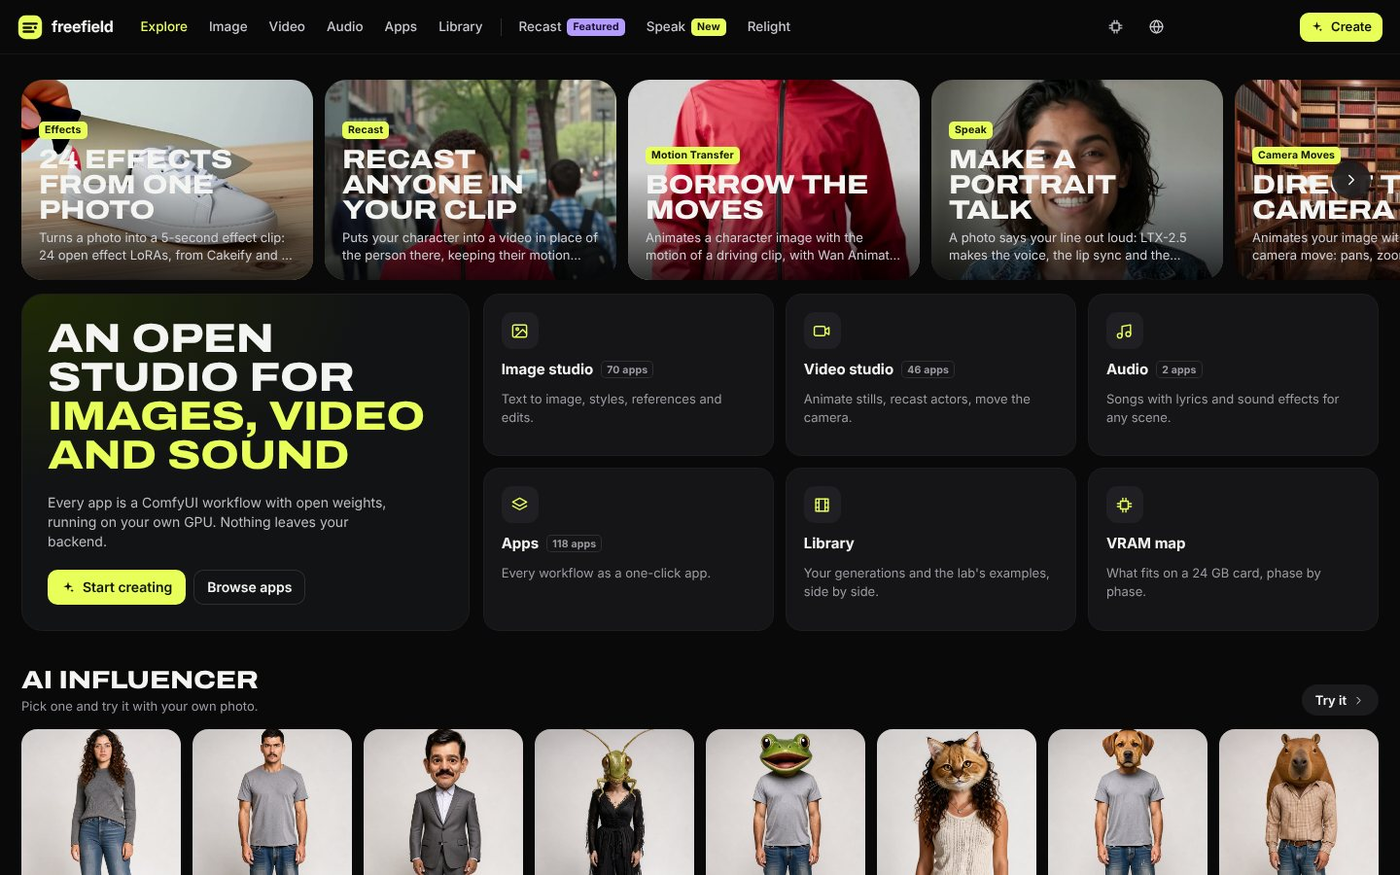 freefield
Explore
Image
Video
Audio
Apps
Library
Recast Featured
Speak New
Relight
Create
Effects
24 EFFECTS
FROM ONE
PHOTO
Turns a photo into a 5-second effect clip:
24 open effect LoRAs, from Cakeify and ...
Recast
RECAST
ANYONE IN
YOUR CLIP
Puts your character into a video in place of
the person there, keeping their motion...
Motion Transfer
BORROW THE
MOVES
Animates a character image with the
motion of a driving clip, with Wan Animat...
Speak
MAKE A
PORTRAIT
TALK
A photo says your line out loud: LTX-2.5
makes the voice, the lip sync and the...
Camera Moves
CAMERA
Animates your image
camera move: pans,
AN OPEN
STUDIO FOR
IMAGES, VIDEO
AND SOUND
Every app is a ComfyUI workflow with open weights,
running on your own GPU. Nothing leaves your
backend.
Start creating
Browse apps
Image studio 70 apps
Text to image, styles, references and
edits.
Video studio 46 apps
Animate stills, recast actors, move the
camera.
Audio 2 apps
Songs with lyrics and sound effects for
any scene.
Apps 118 apps
Every workflow as a one-click app.
Library
Your generations and the lab's examples,
side by side.
VRAM map
What fits on a 24 GB card, phase by
phase.
AI INFLUENCER
Pick one and try it with your own photo.
Try it